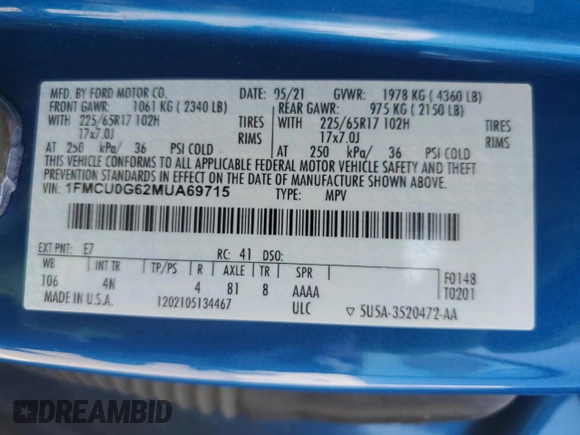 MFD. BY FORD MOTOR CO. DATE: 05/21 GVWR: 1978 KG ( 4360 LB)
FRONT GAWR: 1061 KG ( 2340 LB) REAR GAWR: 975 KG ( 2150 LB)
WITH 225/65R17 102H TIRES WITH 225/65R17 102H TIRES
17x7.0J RIMS 17x7.0J RIMS
AT 250 kPa/ 36 PSI COLD AT 250 kPa/ 36 PSI COLD
THIS VEHICLE CONFORMS TO ALL APPLICABLE FEDERAL MOTOR VEHICLE SAFETY AND THEFT
PREVENTION STANDARDS IN EFFECT ON THE DATE OF MANUFACTURE SHOWN ABOVE.
VIN: 1FMCU0G62MUA69715 TYPE: MPV
EXT PNT: E7 RC: 41 DSO:
WB INT TR TP/PS R AXLE TR SPR F0148
106 4N 4 81 8 AAAA T0201
MADE IN U.S.A. 1202105134467 ULC ▽ 5U5A-3520472-AA
DREAMBID